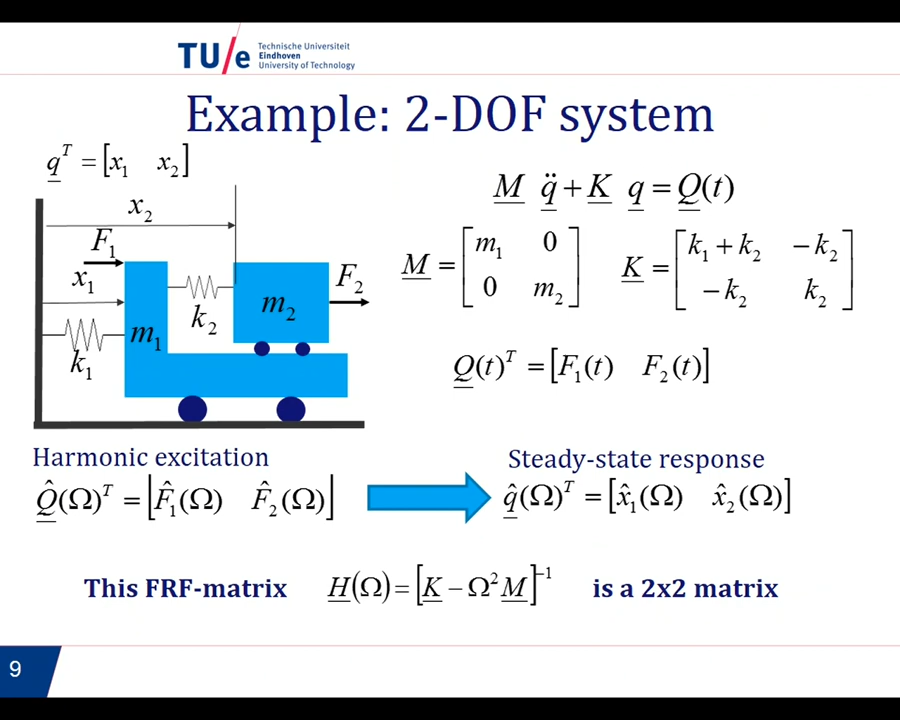 TU/e Technische Universiteit
Eindhoven
University of Technology
Example: 2-DOF system
q^T = [x₁ x₂]
x₂
F₁
x₁
k₁
m₁
k₂
m₂
F₂
M q̈ + K q = Q(t)
M = [m₁ 0
0 m₂]
K = [k₁ + k₂ −k₂
−k₂ k₂]
Q(t)^T = [F₁(t) F₂(t)]
Harmonic excitation
Q̂(Ω)^T = [F̂₁(Ω) F̂₂(Ω)]
Steady-state response
q̂(Ω)^T = [x̂₁(Ω) x̂₂(Ω)]
This FRF-matrix H(Ω) = [K − Ω²M]⁻¹ is a 2x2 matrix
9